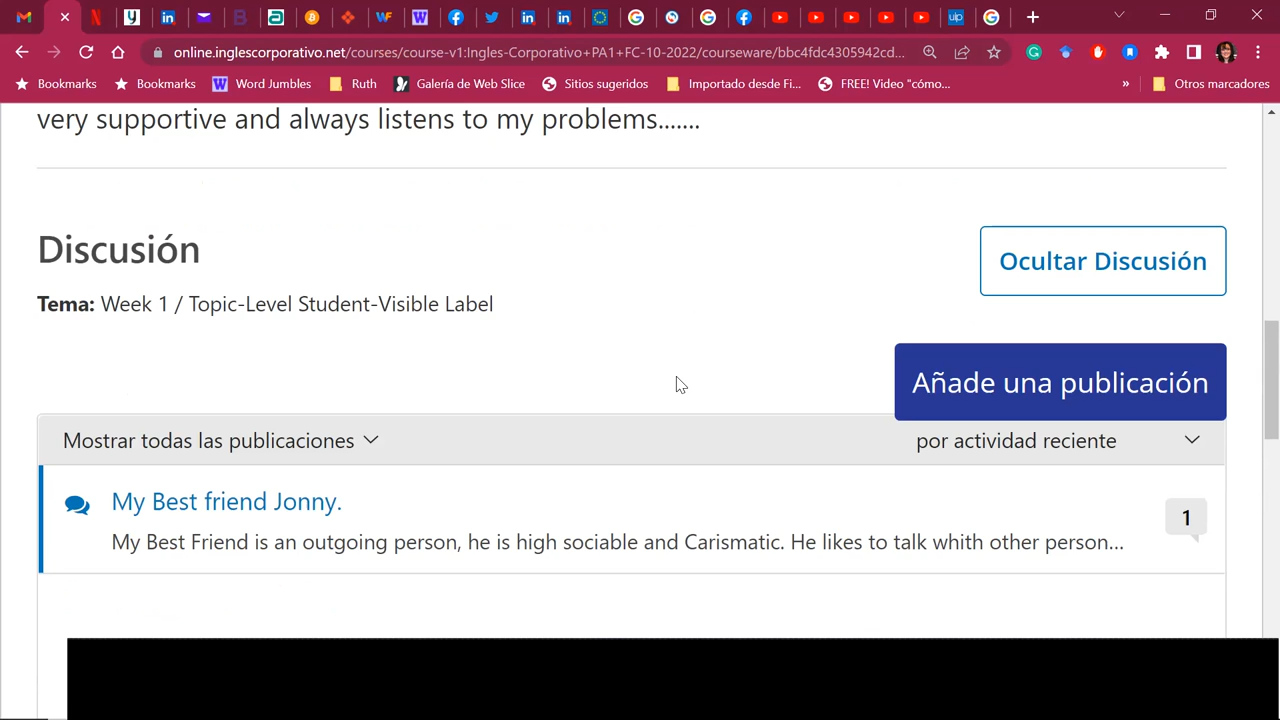 online.inglescorporativo.net/courses/course-v1:Ingles-Corporativo+PA1+FC-10-2022/courseware/bbc4fdc4305942cd...
Bookmarks Bookmarks Word Jumbles Ruth Galería de Web Slice Sitios sugeridos Importado desde Fi... FREE! Video "cómo... » Otros marcadores
very supportive and always listens to my problems.......
Discusión
Ocultar Discusión
Tema: Week 1 / Topic-Level Student-Visible Label
Añade una publicación
Mostrar todas las publicaciones por actividad reciente
My Best friend Jonny.
1
My Best Friend is an outgoing person, he is high sociable and Carismatic. He likes to talk whith other person...